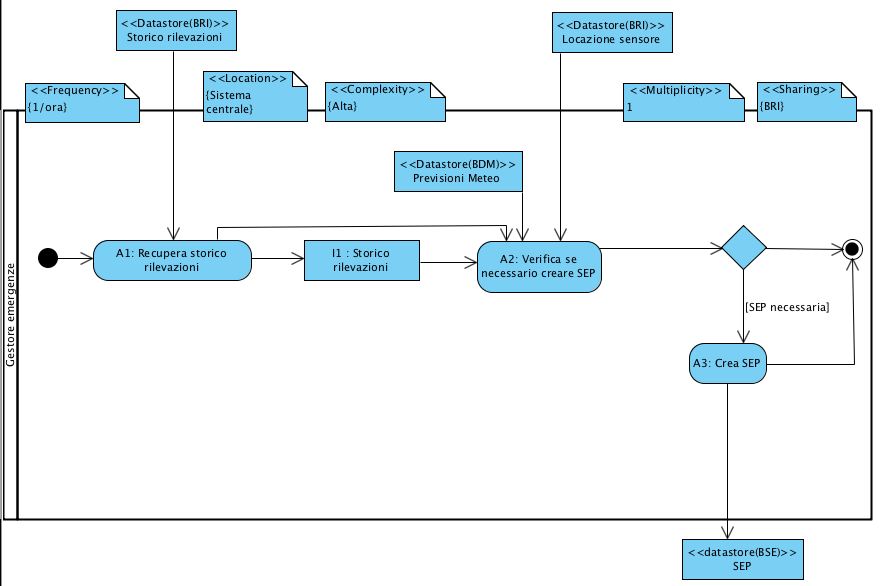 <<Datastore(BRI)>>
Storico rilevazioni
<<Datastore(BRI)>>
Locazione sensore
<<Frequency>>
{1/ora}
<<Location>>
{Sistema
centrale}
<<Complexity>>
{Alta}
<<Multiplicity>>
1
<<Sharing>>
{BRI}
<<Datastore(BDM)>>
Previsioni Meteo
Gestore emergenze
A1: Recupera storico
rilevazioni
I1 : Storico
rilevazioni
A2: Verifica se
necessario creare SEP
[SEP necessaria]
A3: Crea SEP
<<datastore(BSE)>>
SEP